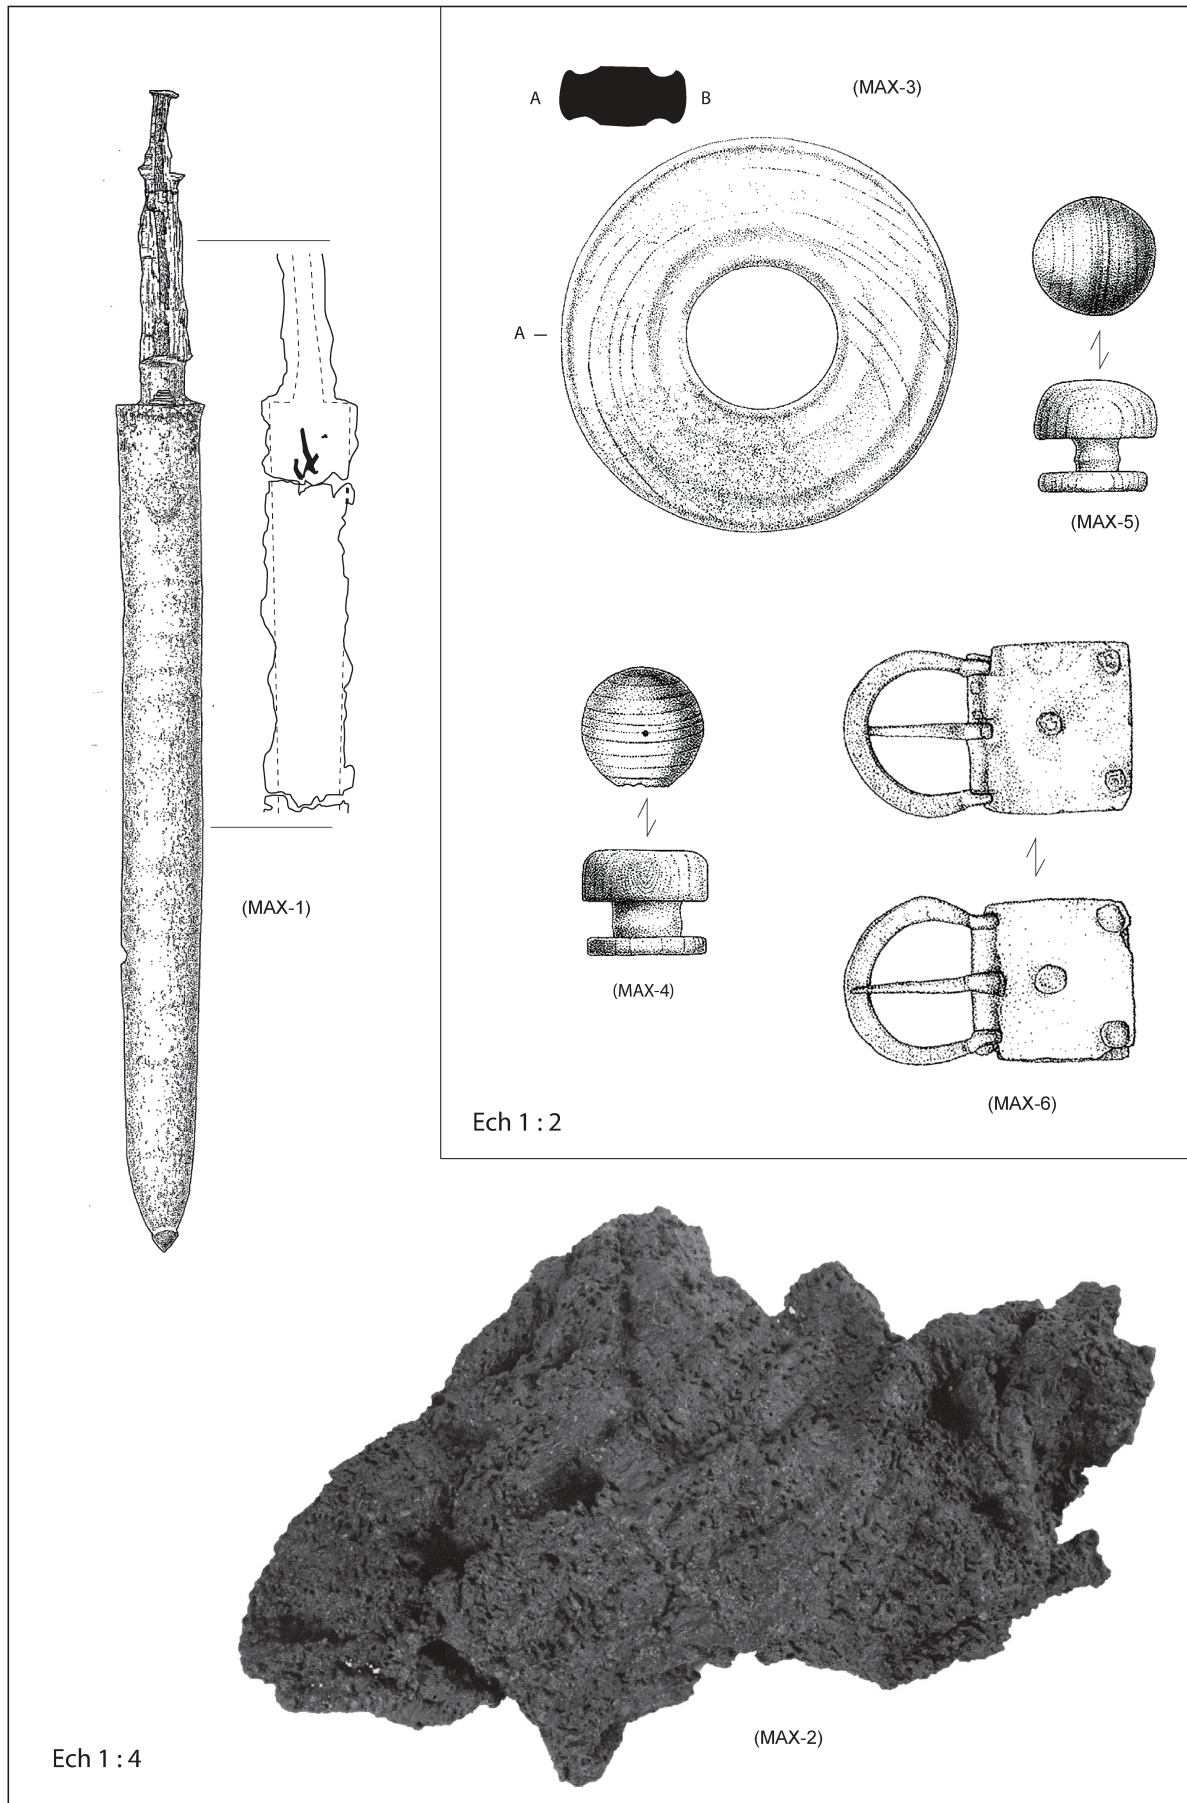 (MAX-3)
A
B
A
(MAX-5)
(MAX-1)
(MAX-4)
(MAX-6)
Ech 1 : 2
(MAX-2)
Ech 1 : 4